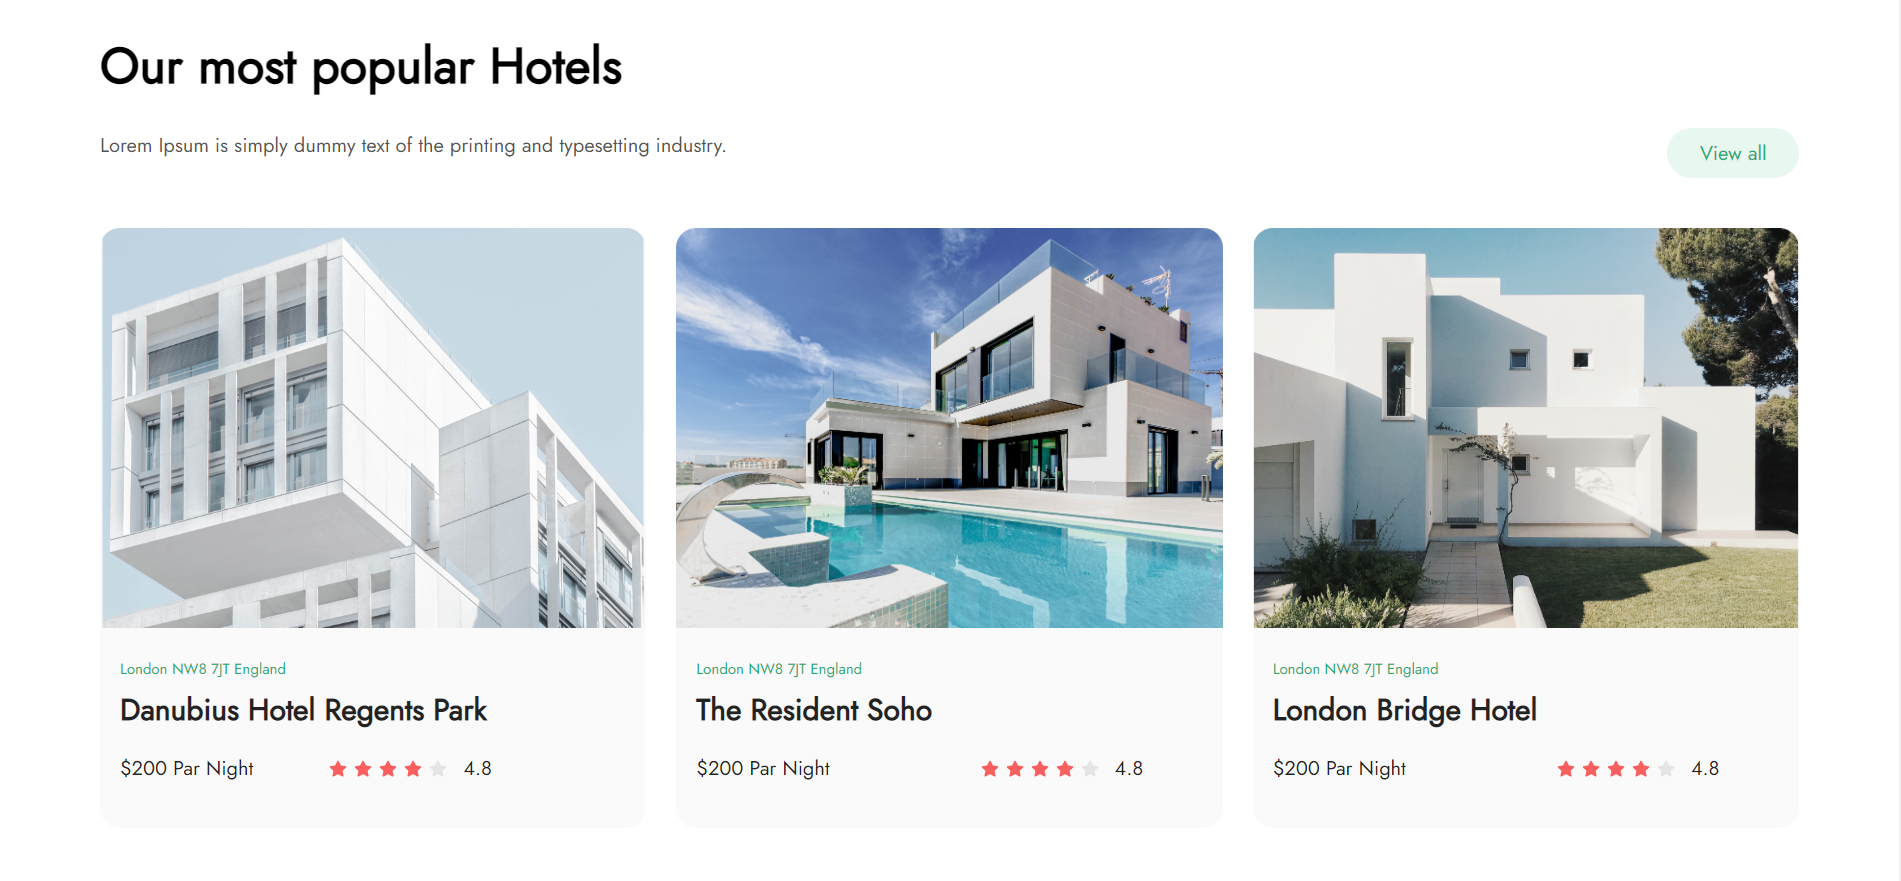 Our most popular Hotels
Lorem Ipsum is simply dummy text of the printing and typesetting industry.
View all
London NW8 7JT England
Danubius Hotel Regents Park
$200 Par Night
4.8
London NW8 7JT England
The Resident Soho
$200 Par Night
4.8
London NW8 7JT England
London Bridge Hotel
$200 Par Night
4.8